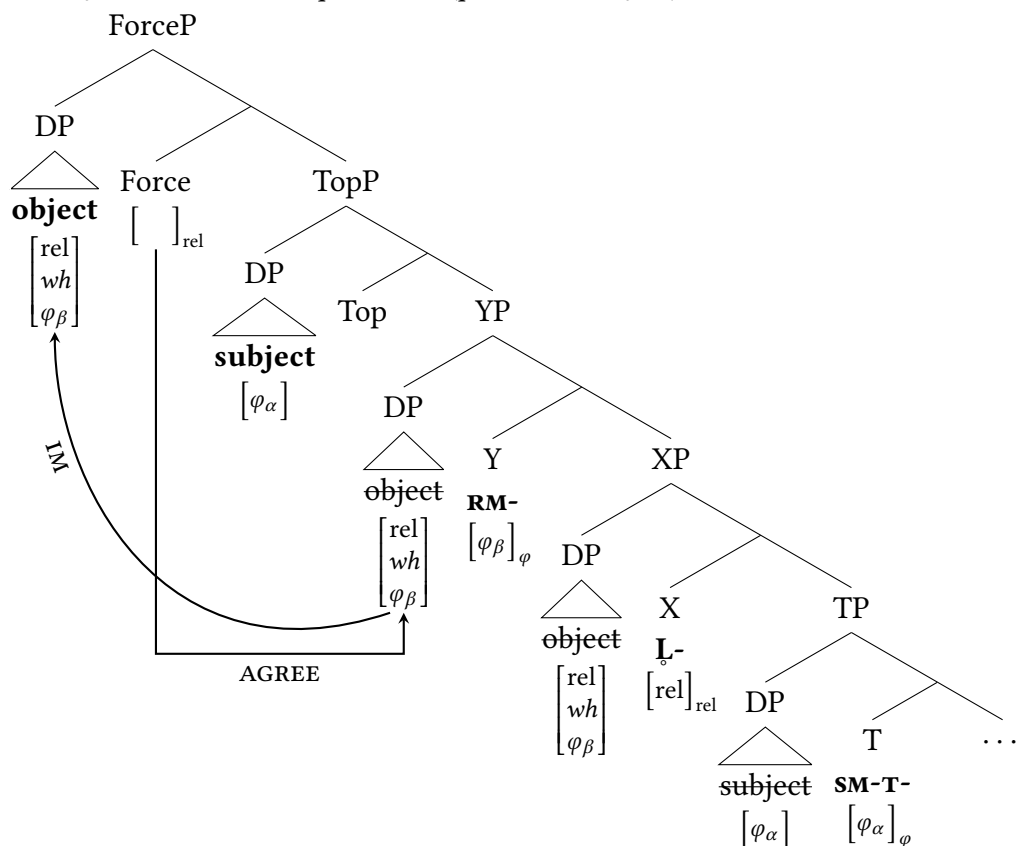 ForceP
DP
Force
TopP
object
[ ]rel
[rel wh φβ]
DP
Top
YP
subject
[φα]
DP
Y
XP
object
RM-
[φβ]φ
[rel wh φβ]
IM
DP
X
TP
object
L̥-
[rel]rel
[rel wh φβ]
AGREE
DP
T
...
subject
SM-T-
[φα]
[φα]φ